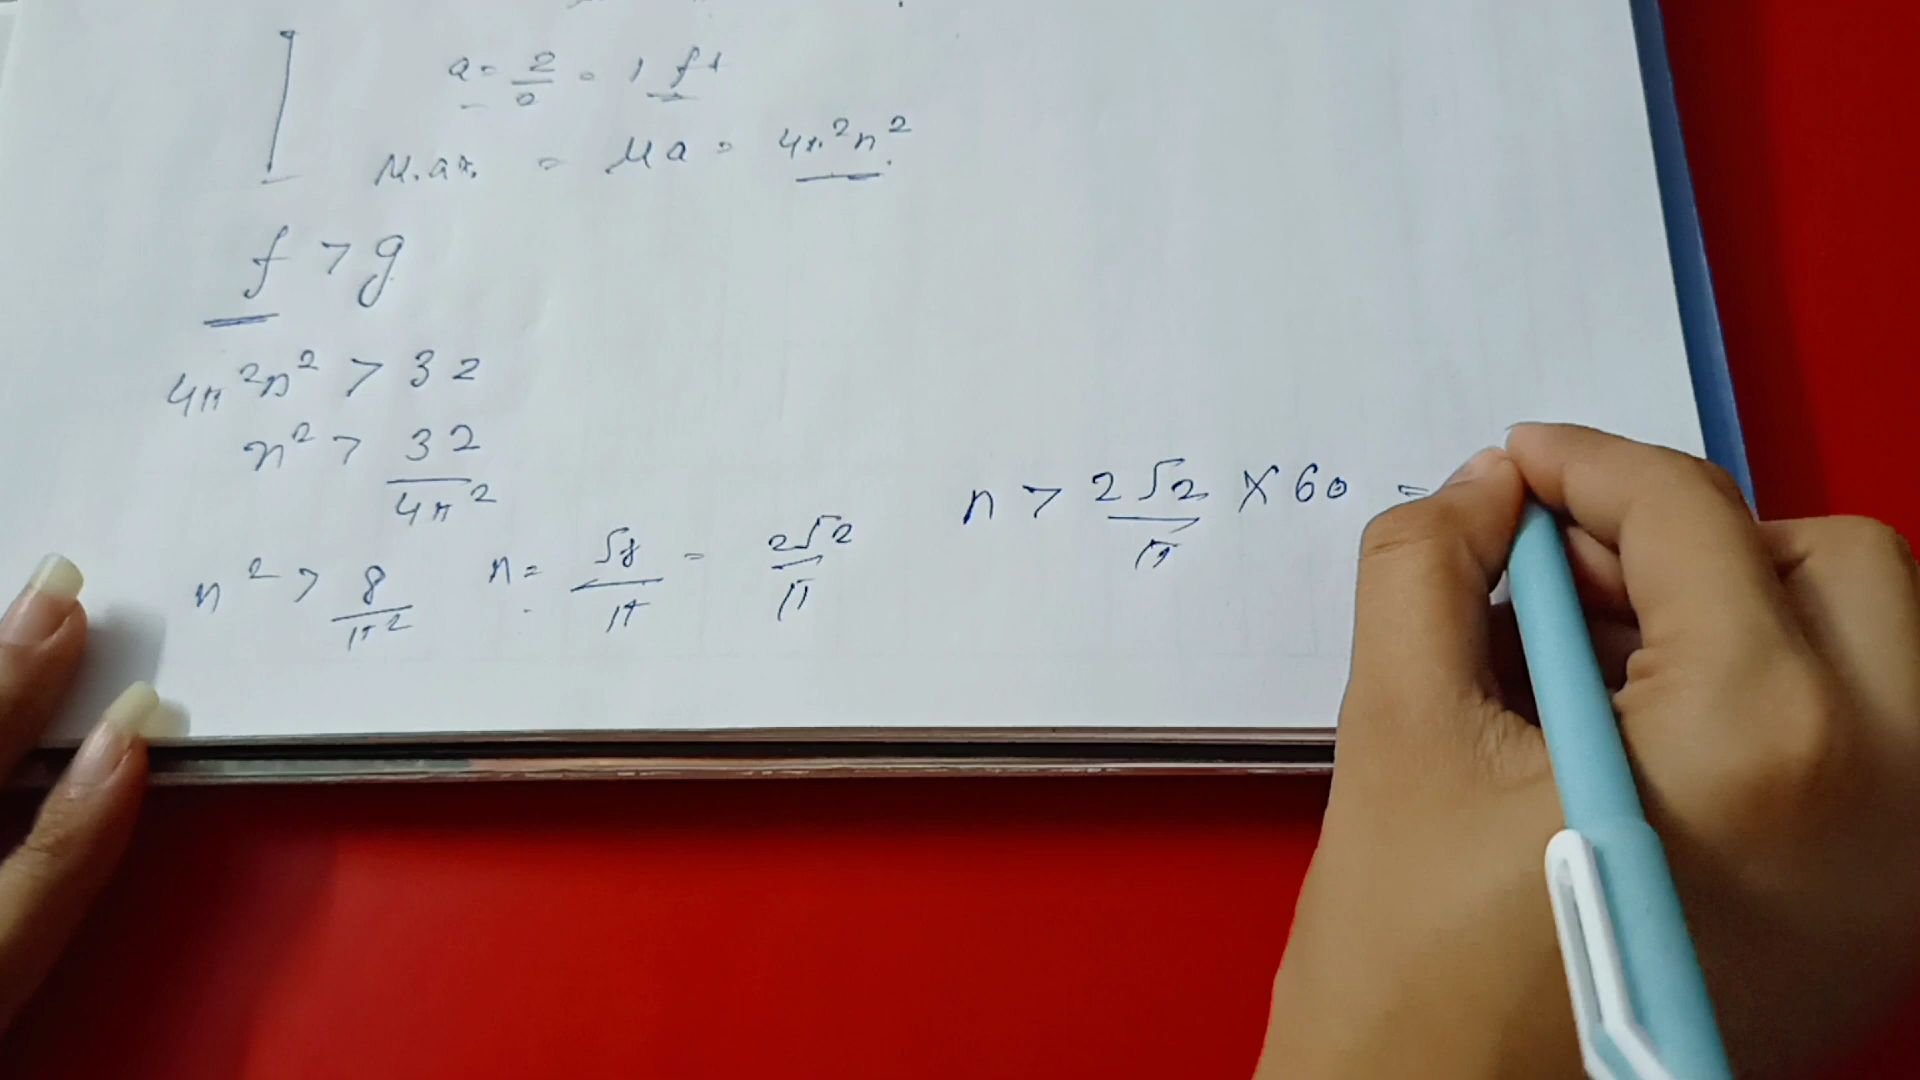 a = 2/0 = 1 ft
M.ax. = μa = 4π²n²
f > g
4π²n² > 32
n² > 32/4π²
n² > 8/π² n = √8/π = 2√2/π
n > 2√2/π × 60 =